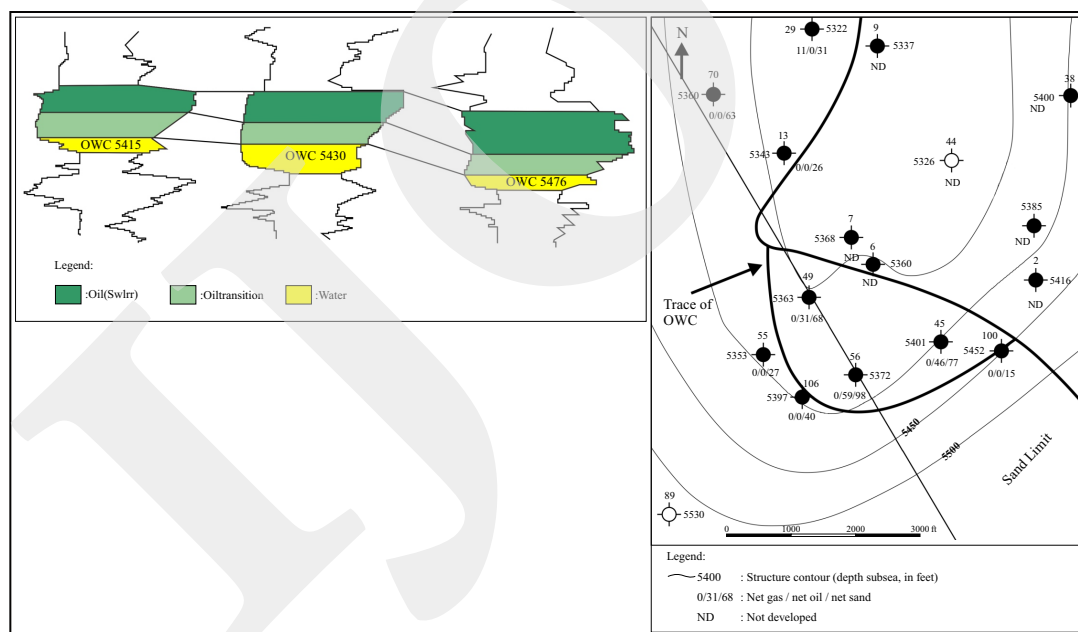 OWC 5415
OWC 5430
OWC 5476
Legend:
:Oil(Swlrr)
:Oiltransition
:Water
N
29 5322
11/0/31
9
5337
ND
70
5360
0/0/63
38
5400
ND
13
5343
0/0/26
44
5326
ND
7
5368
ND
6
5360
ND
5385
ND
2
5416
ND
49
5363
0/31/68
Trace of
OWC
55
5353
0/0/27
45
5401
0/46/77
100
5452
0/0/15
56
5372
0/59/98
106
5397
0/0/40
5450
5500
Sand Limit
89
5530
0 1000 2000 3000 ft
Legend:
5400 : Structure contour (depth subsea, in feet)
0/31/68 : Net gas / net oil / net sand
ND : Not developed
IJO